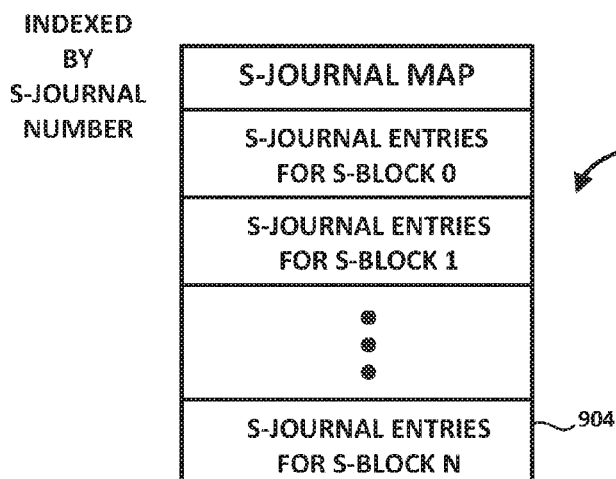 INDEXED
BY
S-JOURNAL
NUMBER
S-JOURNAL MAP
S-JOURNAL ENTRIES
FOR S-BLOCK 0
S-JOURNAL ENTRIES
FOR S-BLOCK 1
S-JOURNAL ENTRIES
FOR S-BLOCK N
904